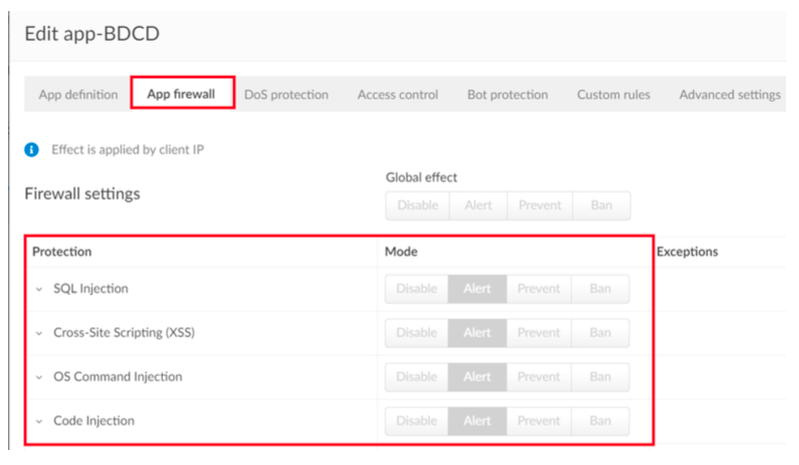 Edit app-BDCD
App definition App firewall DoS protection Access control Bot protection Custom rules Advanced settings
Effect is applied by client IP
Global effect
Firewall settings
Disable Alert Prevent Ban
Protection Mode Exceptions
SQL Injection Disable Alert Prevent Ban
Cross-Site Scripting (XSS) Disable Alert Prevent Ban
OS Command Injection Disable Alert Prevent Ban
Code Injection Disable Alert Prevent Ban